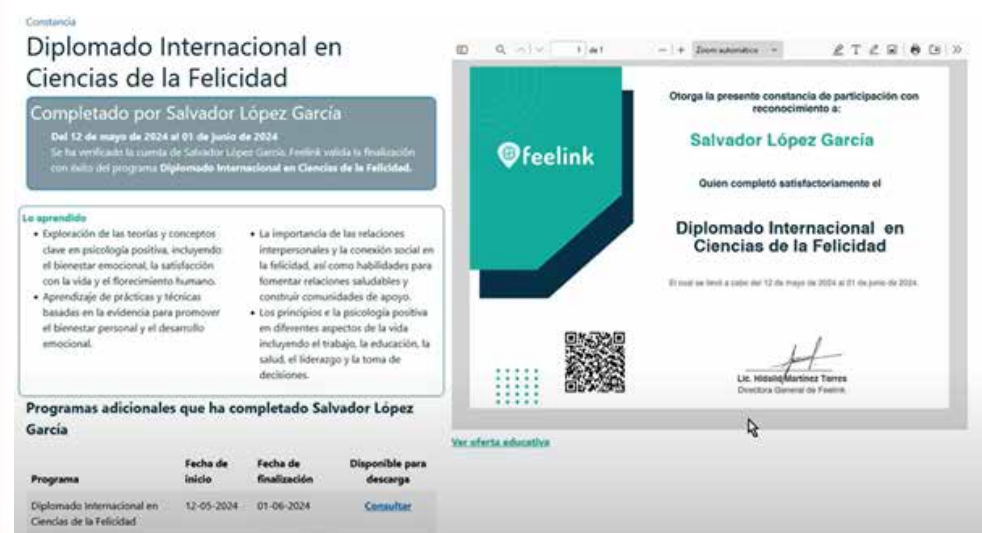 Constancia
Diplomado Internacional en
Ciencias de la Felicidad
Completado por Salvador López García
Del 12 de mayo de 2024 al 01 de junio de 2024
Se ha verificado la cuenta de Salvador López García. Feelink valida la finalización
con éxito del programa Diplomado Internacional en Ciencias de la Felicidad.
Lo aprendido
• Exploración de las teorías y conceptos
clave en psicología positiva, incluyendo
el bienestar emocional, la satisfacción
con la vida y el florecimiento humano.
• Aprendizaje de prácticas y técnicas
basadas en la evidencia para promover
el bienestar personal y el desarrollo
emocional.
• La importancia de las relaciones
interpersonales y la conexión social en
la felicidad, así como habilidades para
fomentar relaciones saludables y
construir comunidades de apoyo.
• Los principios e la psicología positiva
en diferentes aspectos de la vida
incluyendo el trabajo, la educación, la
salud, el liderazgo y la toma de
decisiones.
Programas adicionales que ha completado Salvador López
García
Programa Fecha de inicio Fecha de finalización Disponible para descarga
Diplomado Internacional en Ciencias de la Felicidad 12-05-2024 01-06-2024 Consultar
1 de 1 Zoom automático
feelink
Otorga la presente constancia de participación con
reconocimiento a:
Salvador López García
Quien completó satisfactoriamente el
Diplomado Internacional en
Ciencias de la Felicidad
El cual se llevó a cabo del 12 de mayo de 2024 al 01 de junio de 2024.
Lic. Martínez Torres
Directora General de Feelink
Ver oferta educativa